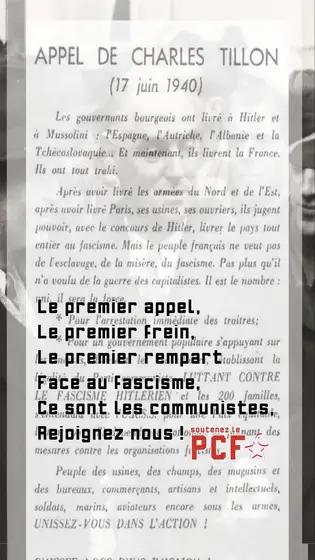 APPEL DE CHARLES TILLON
(17 juin 1940)
Les gouvernants bourgeois ont livré à Hitler et
à Mussolini : l'Espagne, l'Autriche, l'Albanie et la
Tchécoslovaquie... Et maintenant, ils livrent la France.
Ils ont tout trahi.
Après avoir livré les armées du Nord et de l'Est,
après avoir livré Paris, ses usines, ses ouvriers, ils jugent
pouvoir, avec le concours de Hitler, livrer le pays tout
entier au fascisme. Mais le peuple français ne veut pas
de l'esclavage, de la misère, du fascisme. Pas plus qu'il
n'a voulu de la guerre des capitalistes. Il est le nombre :
uni, il sera la force.
* Pour l'arrestation immédiate des traîtres;
* Pour un gouvernement populaire s'appuyant sur
établissant la
LUTTANT CONTRE
LE FASCISME HITLERIEN et les 200 familles,
mesures contre les organisations
Le premier appel,
Le premier frein,
Le premier rempart
Face au fascisme,
Ce sont les communistes.
Rejoignez nous !
soutenez le
PCF
Peuple des usines, des champs, des magasins et
des bureaux, commerçants, artisans et intellectuels,
soldats, marins, aviateurs encore sous les armes,
UNISSEZ-VOUS DANS L'ACTION !